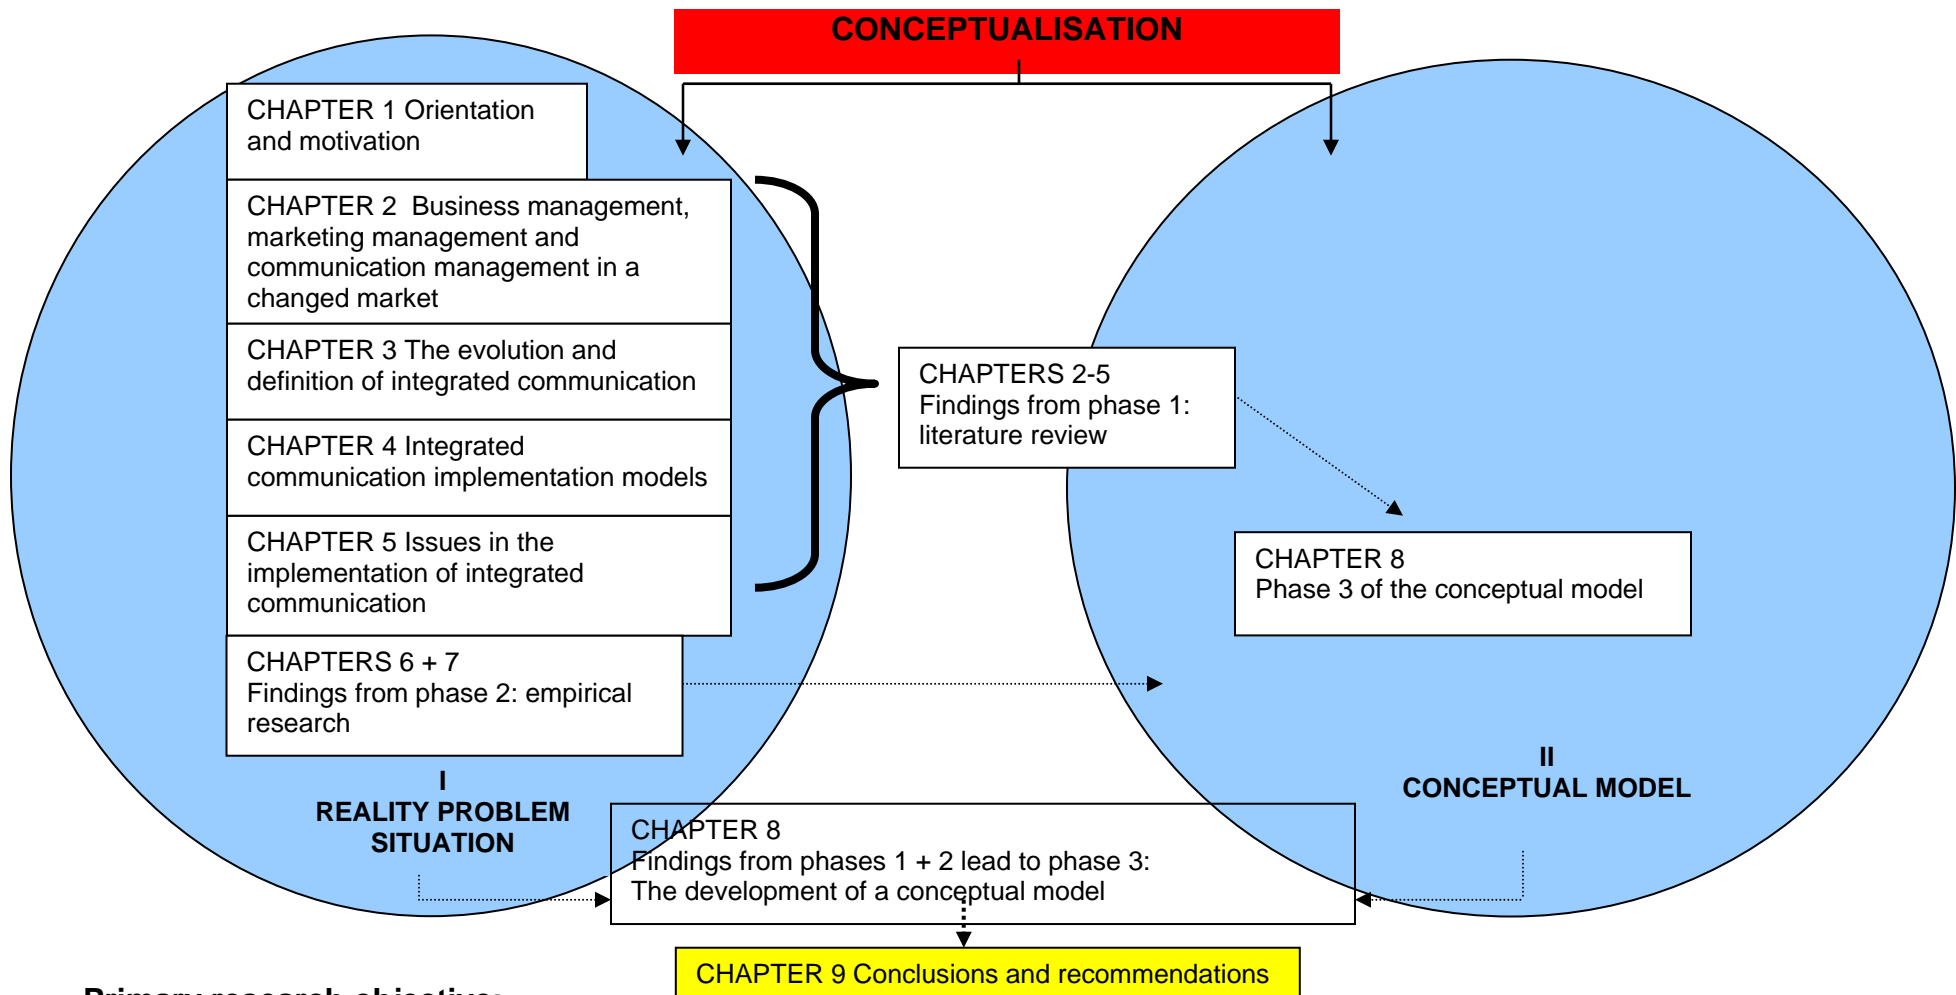 CONCEPTUALISATION
CHAPTER 1 Orientation
and motivation
CHAPTER 2  Business management,
marketing management and
communication management in a
changed market
CHAPTER 3 The evolution and
definition of integrated communication
CHAPTER 4 Integrated
communication implementation models
CHAPTER 5 Issues in the
implementation of integrated
communication
CHAPTERS 6 + 7
Findings from phase 2: empirical
research
I
REALITY PROBLEM
SITUATION
CHAPTERS 2-5
Findings from phase 1:
literature review
CHAPTER 8
Phase 3 of the conceptual model
II
CONCEPTUAL MODEL
CHAPTER 8
Findings from phases 1 + 2 lead to phase 3:
The development of a conceptual model
CHAPTER 9 Conclusions and recommendations
Primary research objective: